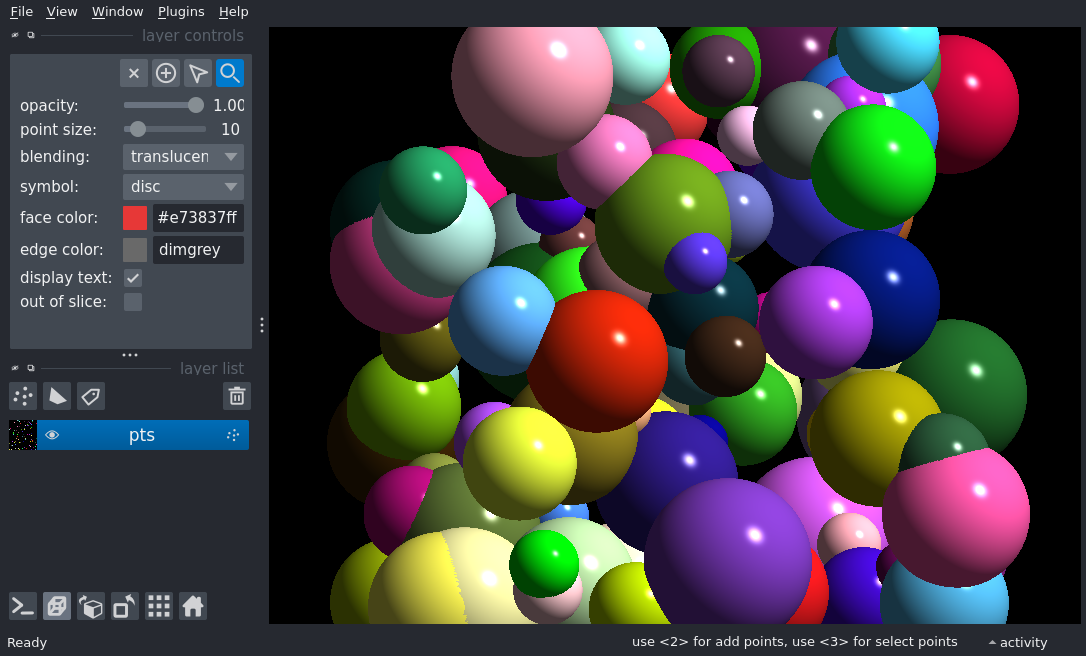 File View Window Plugins Help
layer controls
opacity: 1.00
point size: 10
blending: translucen
symbol: disc
face color: #e73837ff
edge color: dimgrey
display text:
out of slice:
layer list
pts
Ready use <2> for add points, use <3> for select points activity